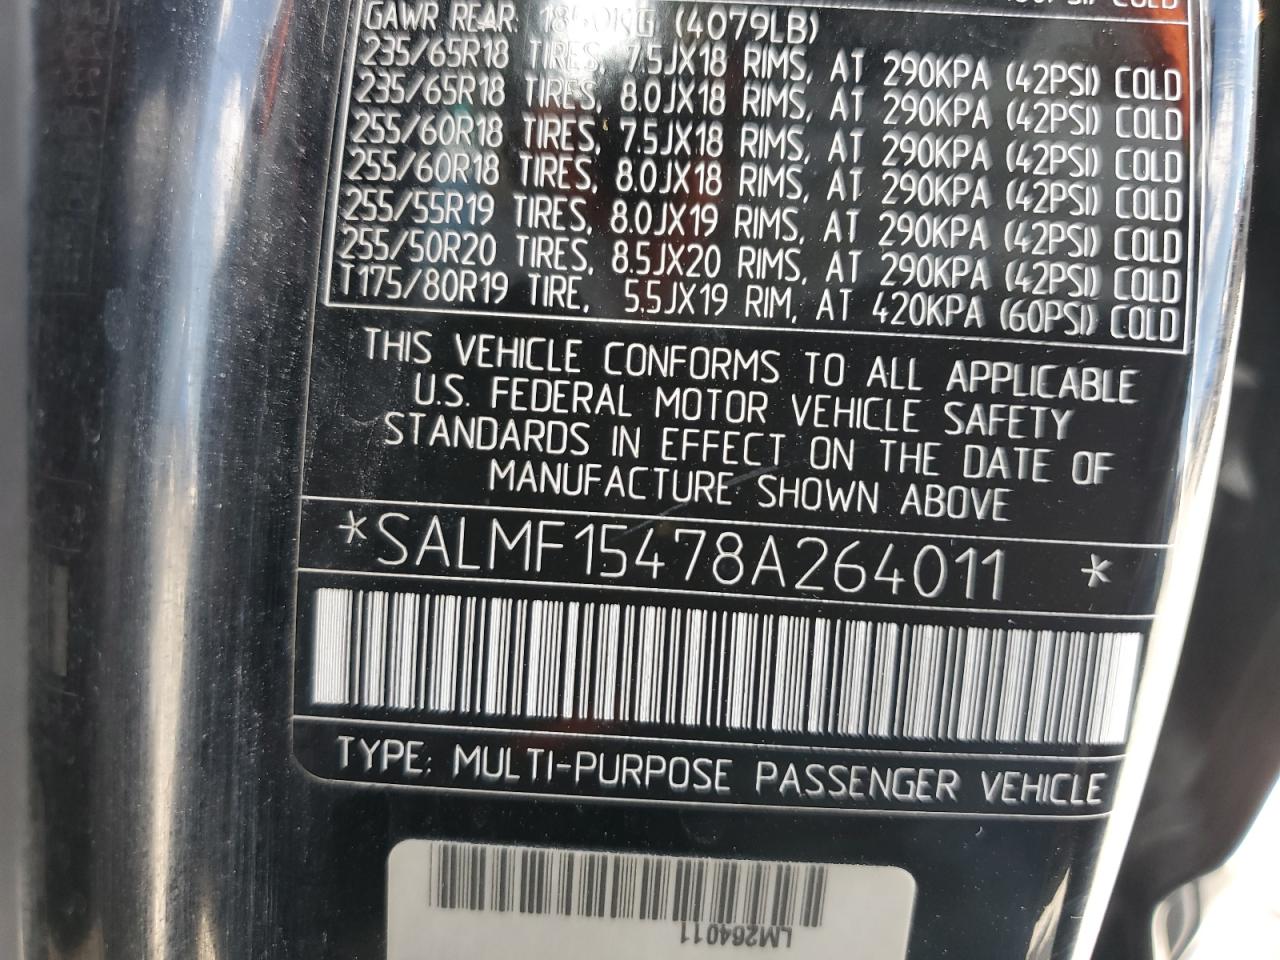 COLD
GAWR REAR: 1850KG (4079LB)
235/65R18 TIRES, 7.5JX18 RIMS, AT 290KPA (42PSI) COLD
235/65R18 TIRES, 8.0JX18 RIMS, AT 290KPA (42PSI) COLD
255/60R18 TIRES, 7.5JX18 RIMS, AT 290KPA (42PSI) COLD
255/60R18 TIRES, 8.0JX18 RIMS, AT 290KPA (42PSI) COLD
255/55R19 TIRES, 8.0JX19 RIMS, AT 290KPA (42PSI) COLD
255/50R20 TIRES, 8.5JX20 RIMS, AT 290KPA (42PSI) COLD
T175/80R19 TIRE, 5.5JX19 RIM, AT 420KPA (60PSI) COLD
THIS VEHICLE CONFORMS TO ALL APPLICABLE
U.S. FEDERAL MOTOR VEHICLE SAFETY
STANDARDS IN EFFECT ON THE DATE OF
MANUFACTURE SHOWN ABOVE
*SALMF15478A264011 *
TYPE: MULTI-PURPOSE PASSENGER VEHICLE
LM264011